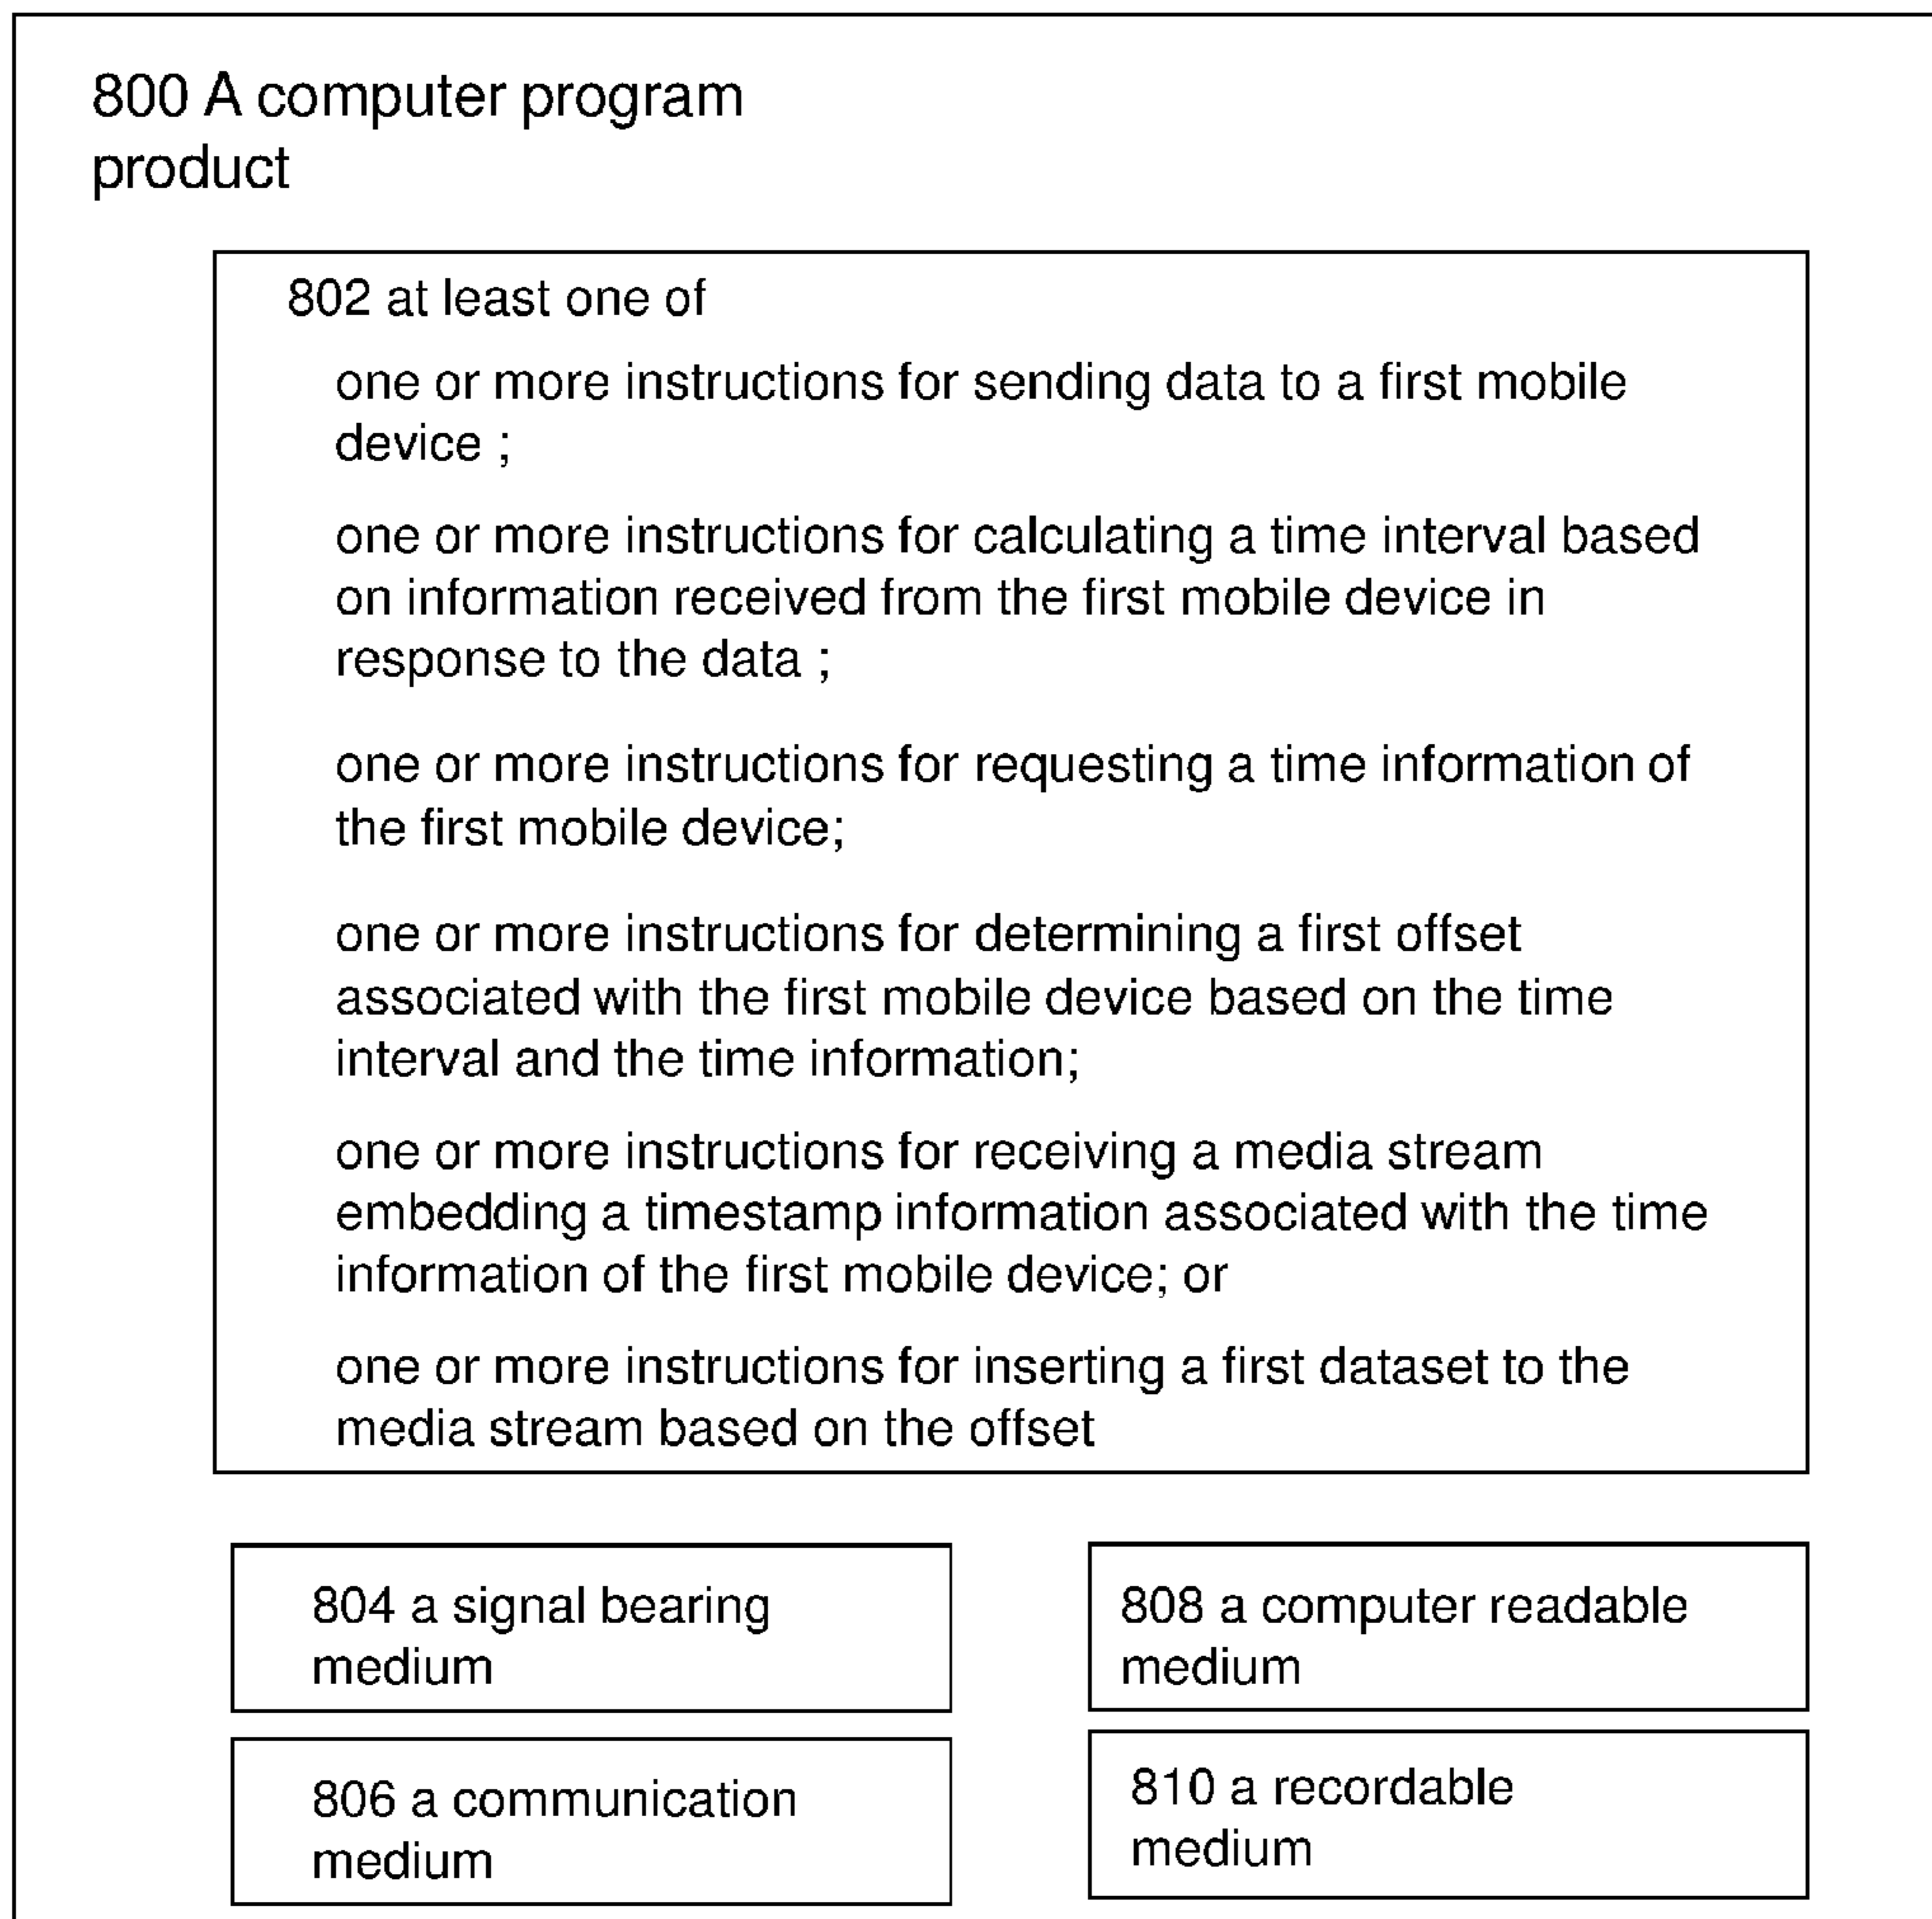 800 A computer program
product
802 at least one of
one or more instructions for sending data to a first mobile
device ;
one or more instructions for calculating a time interval based
on information received from the first mobile device in
response to the data ;
one or more instructions for requesting a time information of
the first mobile device;
one or more instructions for determining a first offset
associated with the first mobile device based on the time
interval and the time information;
one or more instructions for receiving a media stream
embedding a timestamp information associated with the time
information of the first mobile device; or
one or more instructions for inserting a first dataset to the
media stream based on the offset
804 a signal bearing
medium
808 a computer readable
medium
806 a communication
medium
810 a recordable
medium